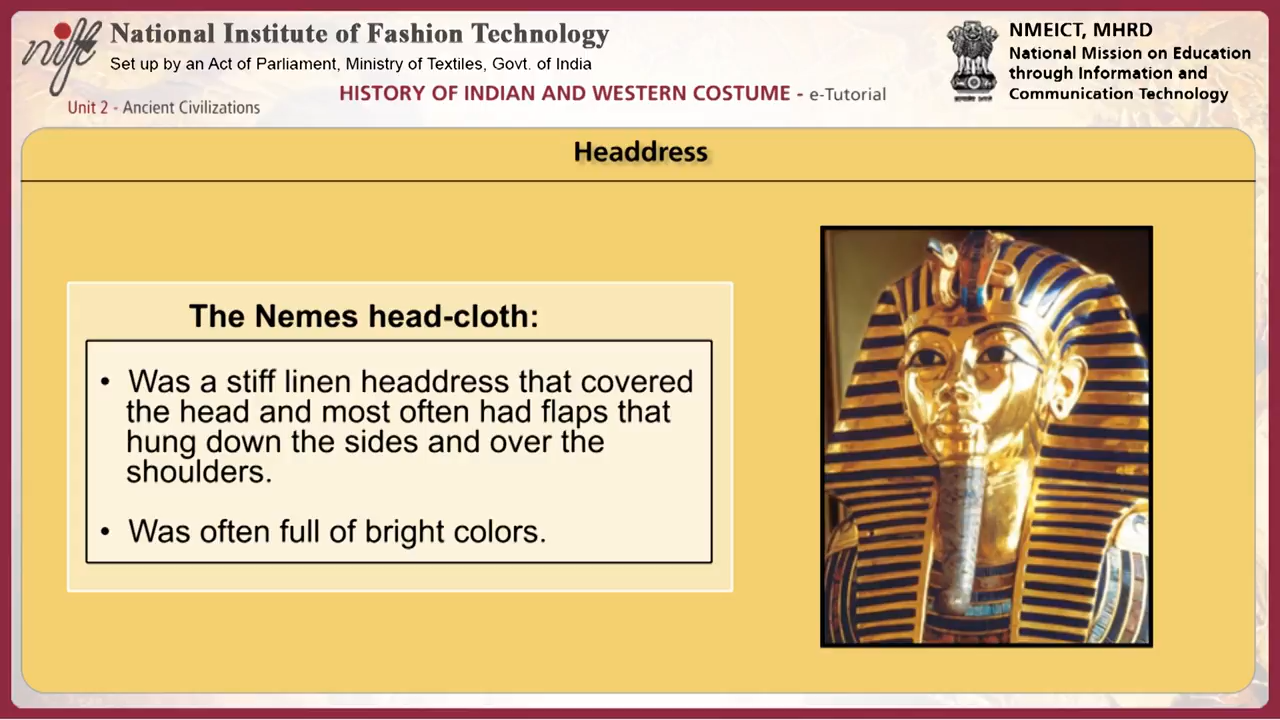 nift
National Institute of Fashion Technology
Set up by an Act of Parliament, Ministry of Textiles, Govt. of India
Unit 2 - Ancient Civilizations
HISTORY OF INDIAN AND WESTERN COSTUME - e-Tutorial
NMEICT, MHRD
National Mission on Education
through Information and
Communication Technology
Headdress
The Nemes head-cloth:
• Was a stiff linen headdress that covered
the head and most often had flaps that
hung down the sides and over the
shoulders.
• Was often full of bright colors.